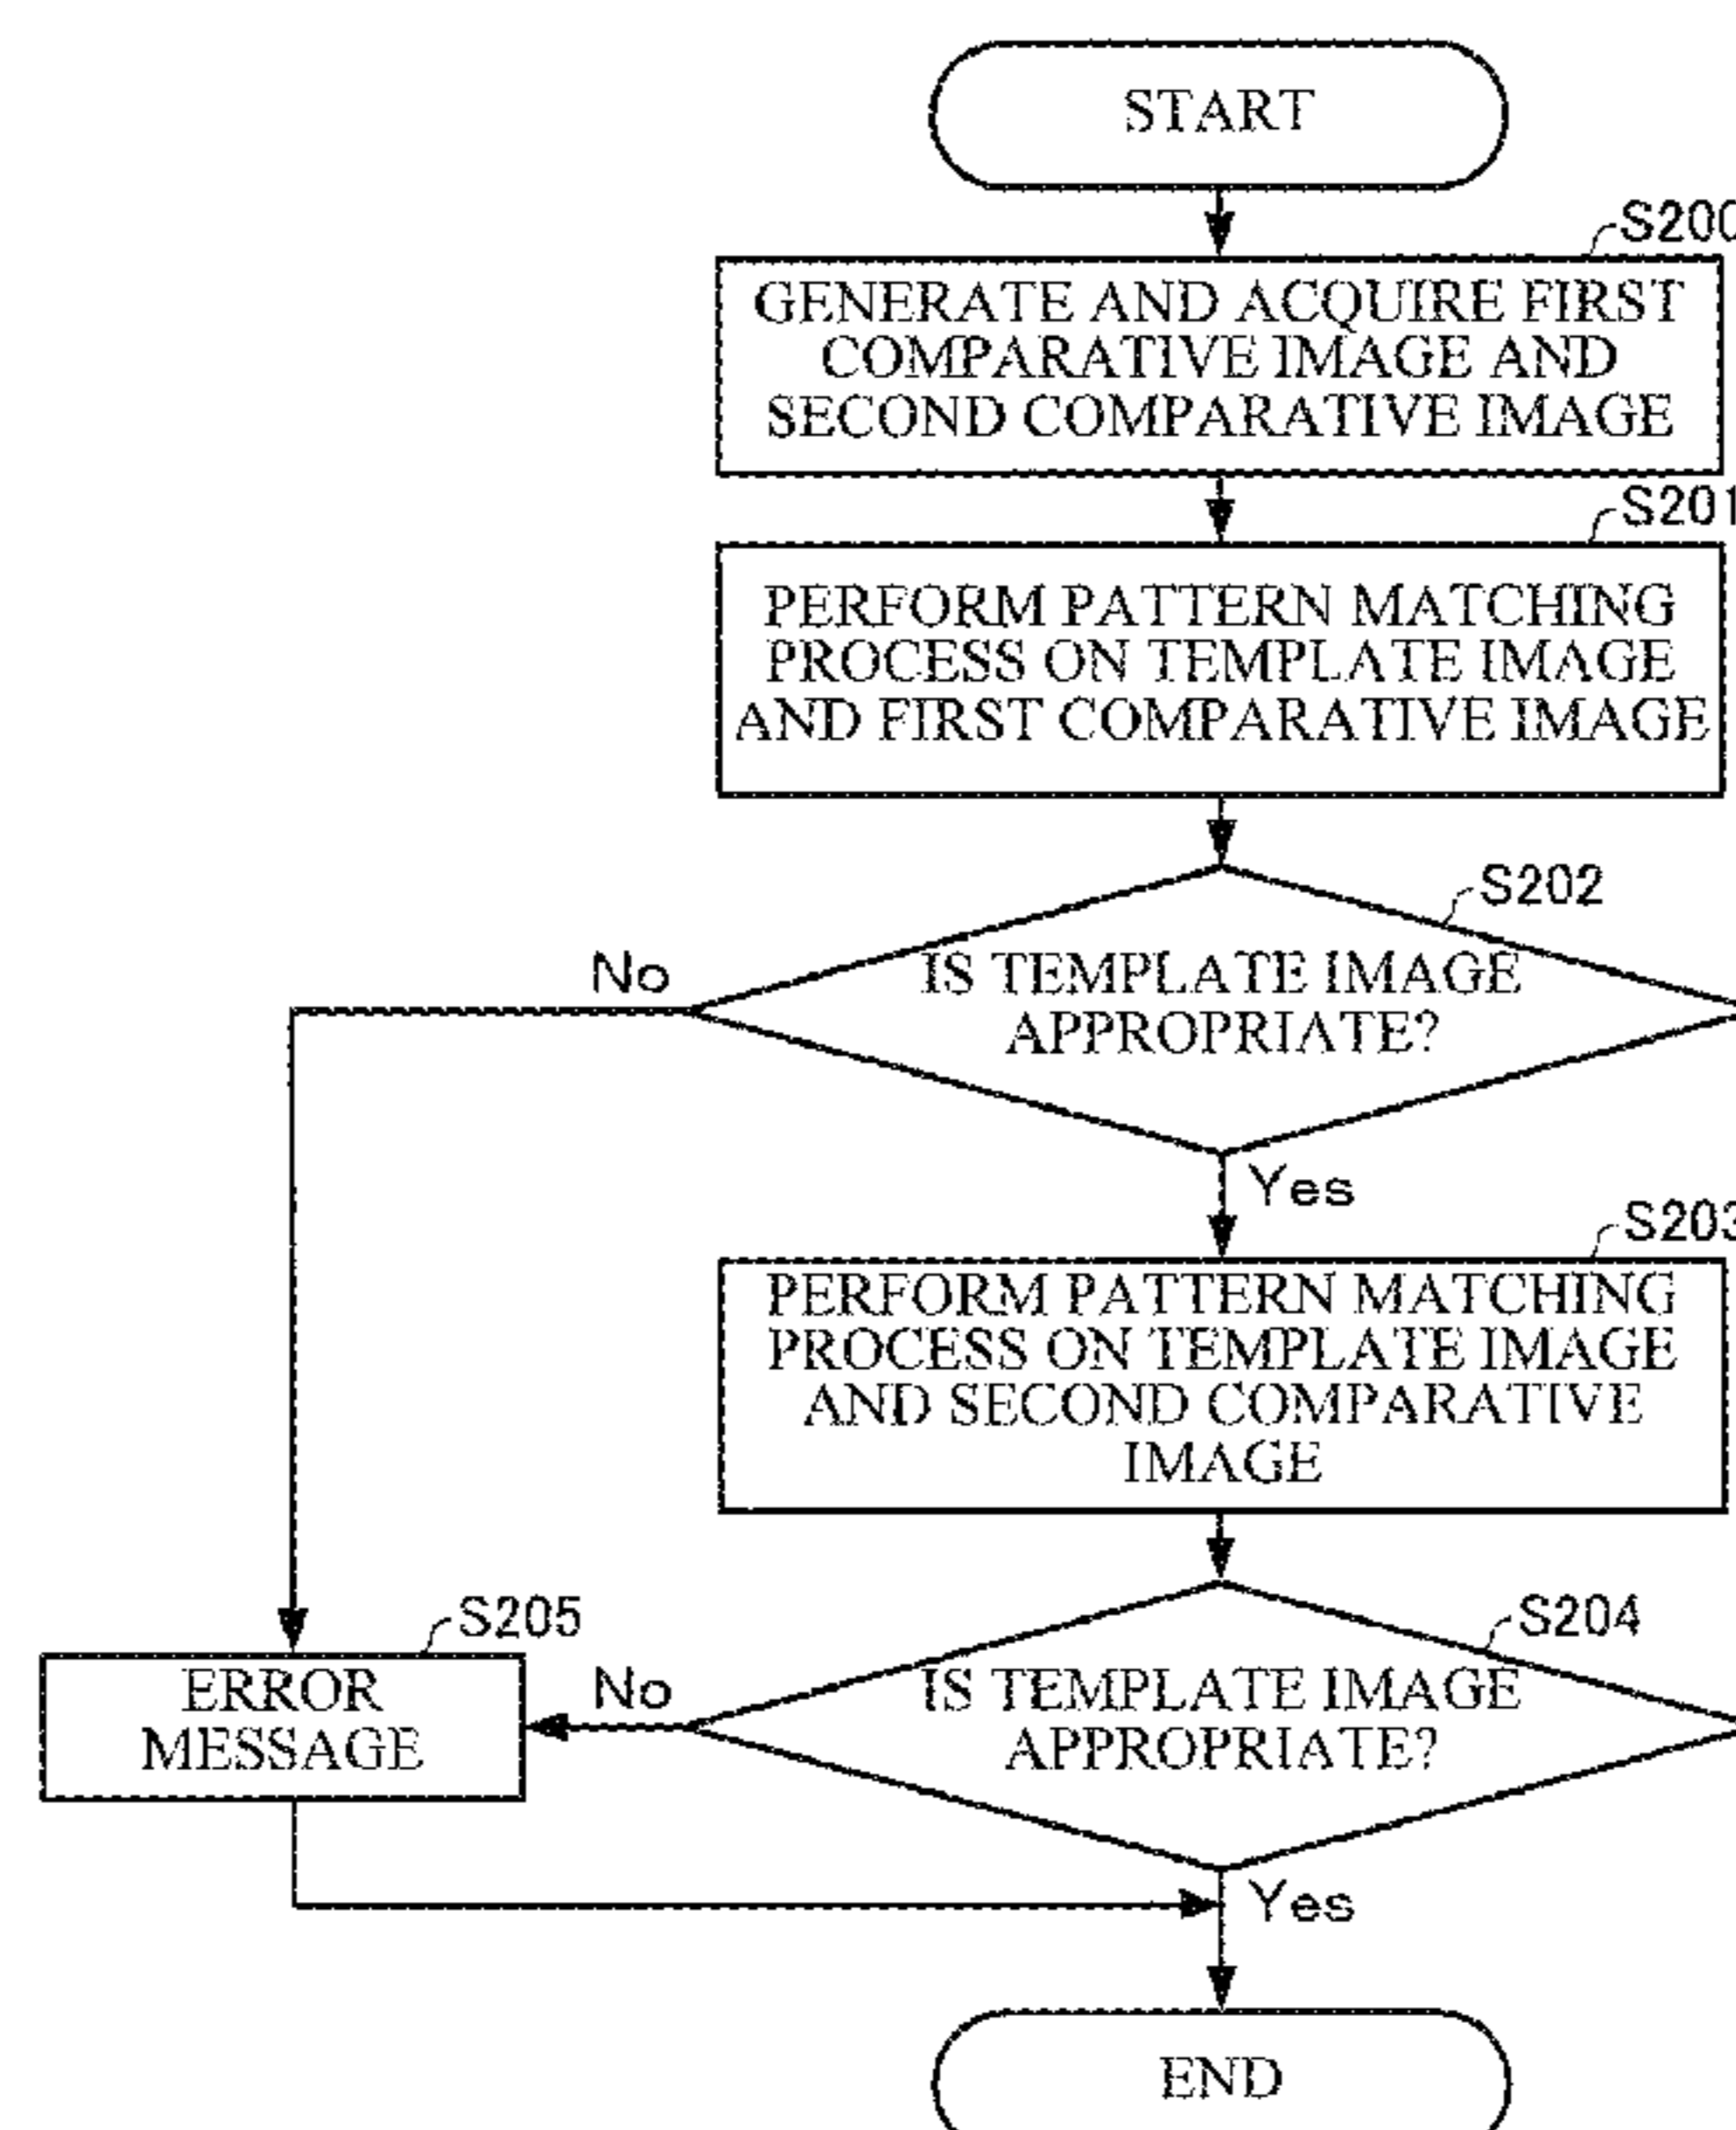 START
S200
GENERATE AND ACQUIRE FIRST
COMPARATIVE IMAGE AND
SECOND COMPARATIVE IMAGE
S201
PERFORM PATTERN MATCHING
PROCESS ON TEMPLATE IMAGE
AND FIRST COMPARATIVE IMAGE
S202
No
IS TEMPLATE IMAGE
APPROPRIATE?
Yes
S203
PERFORM PATTERN MATCHING
PROCESS ON TEMPLATE IMAGE
AND SECOND COMPARATIVE
IMAGE
S205
ERROR
MESSAGE
No
S204
IS TEMPLATE IMAGE
APPROPRIATE?
Yes
END